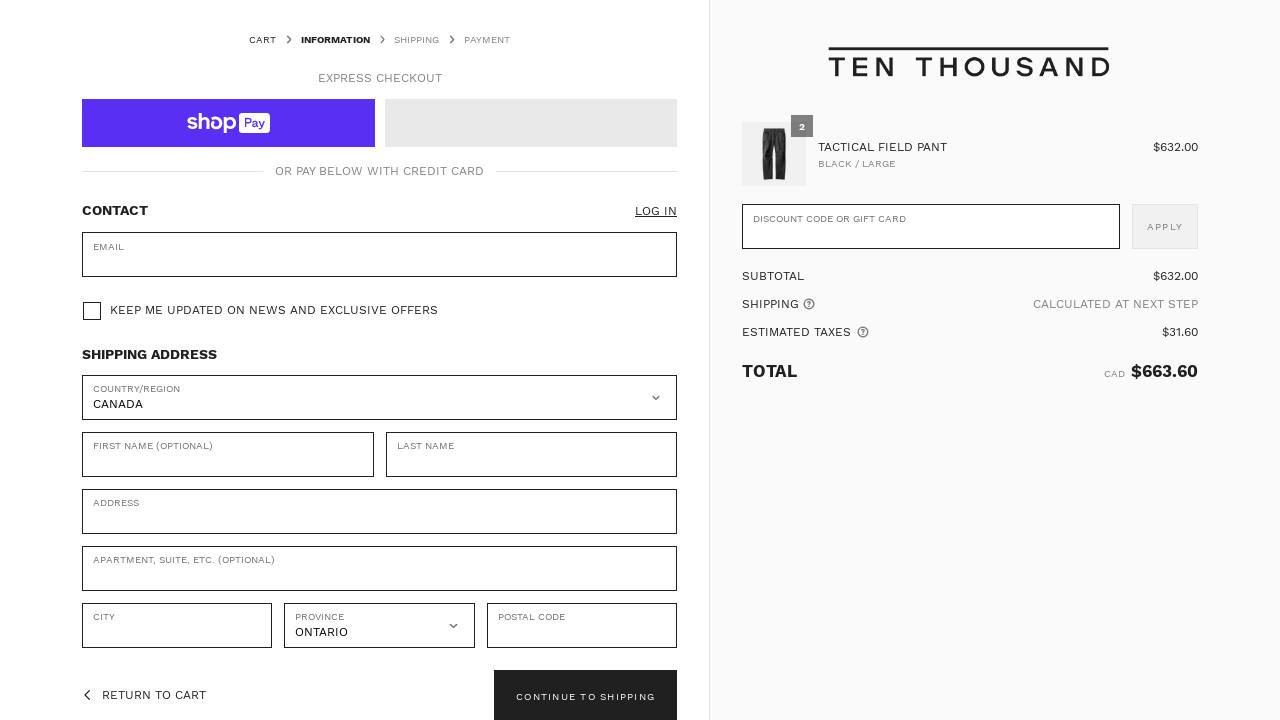 CART
INFORMATION
SHIPPING
PAYMENT
EXPRESS CHECKOUT
shop Pay
OR PAY BELOW WITH CREDIT CARD
CONTACT
LOG IN
EMAIL
KEEP ME UPDATED ON NEWS AND EXCLUSIVE OFFERS
SHIPPING ADDRESS
COUNTRY/REGION
CANADA
FIRST NAME (OPTIONAL)
LAST NAME
ADDRESS
APARTMENT, SUITE, ETC. (OPTIONAL)
CITY
PROVINCE
ONTARIO
POSTAL CODE
RETURN TO CART
CONTINUE TO SHIPPING
TEN THOUSAND
2
TACTICAL FIELD PANT
$632.00
BLACK / LARGE
DISCOUNT CODE OR GIFT CARD
APPLY
SUBTOTAL
$632.00
SHIPPING
CALCULATED AT NEXT STEP
ESTIMATED TAXES
$31.60
TOTAL
CAD $663.60